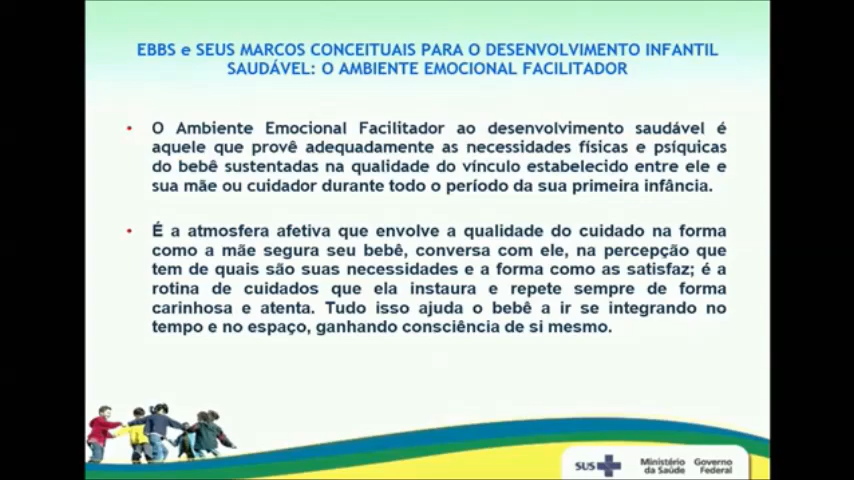 EBBS e SEUS MARCOS CONCEITUAIS PARA O DESENVOLVIMENTO INFANTIL
SAUDÁVEL: O AMBIENTE EMOCIONAL FACILITADOR
• O Ambiente Emocional Facilitador ao desenvolvimento saudável é
aquele que provê adequadamente as necessidades físicas e psíquicas
do bebê sustentadas na qualidade do vínculo estabelecido entre ele e
sua mãe ou cuidador durante todo o período da sua primeira infância.
• É a atmosfera afetiva que envolve a qualidade do cuidado na forma
como a mãe segura seu bebê, conversa com ele, na percepção que
tem de quais são suas necessidades e a forma como as satisfaz; é a
rotina de cuidados que ela instaura e repete sempre de forma
carinhosa e atenta. Tudo isso ajuda o bebê a ir se integrando no
tempo e no espaço, ganhando consciência de si mesmo.
SUS
Ministério
da Saúde
Governo
Federal